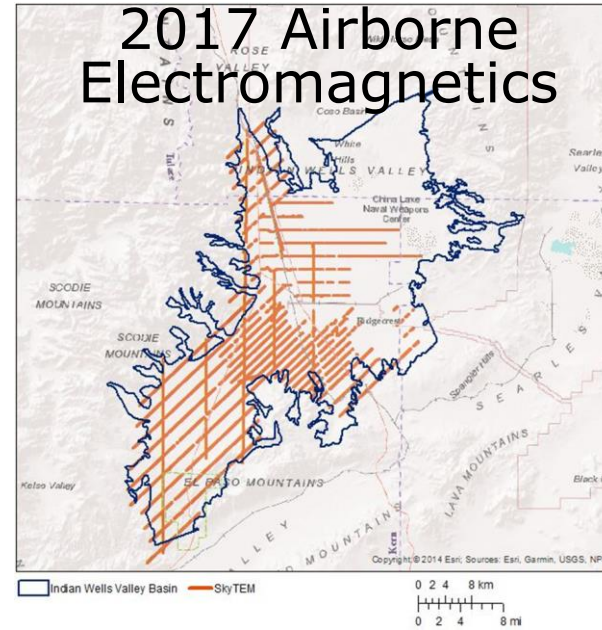 2017 Airborne
Electromagnetics
ROSE
VALLEY
Coso Basin
White
Hills
INDIAN WELLS VALLEY
China Lake
Naval Weapons
Center
Searles
Valley
Tulare
SCODIE
MOUNTAINS
SCODIE
MOUNTAINS
Ridgecrest
Spangler Hills
SEARLES V
Kelso Valley
EL PASO MOUNTAINS
LAVA MOUNTAINS
Black
VALLEY
MOUNTAIN
Kern
Copyright:© 2014 Esri; Sources: Esri, Garmin, USGS, NP
Indian Wells Valley Basin
SkyTEM
0 2 4 8 km
0 2 4 8 mi